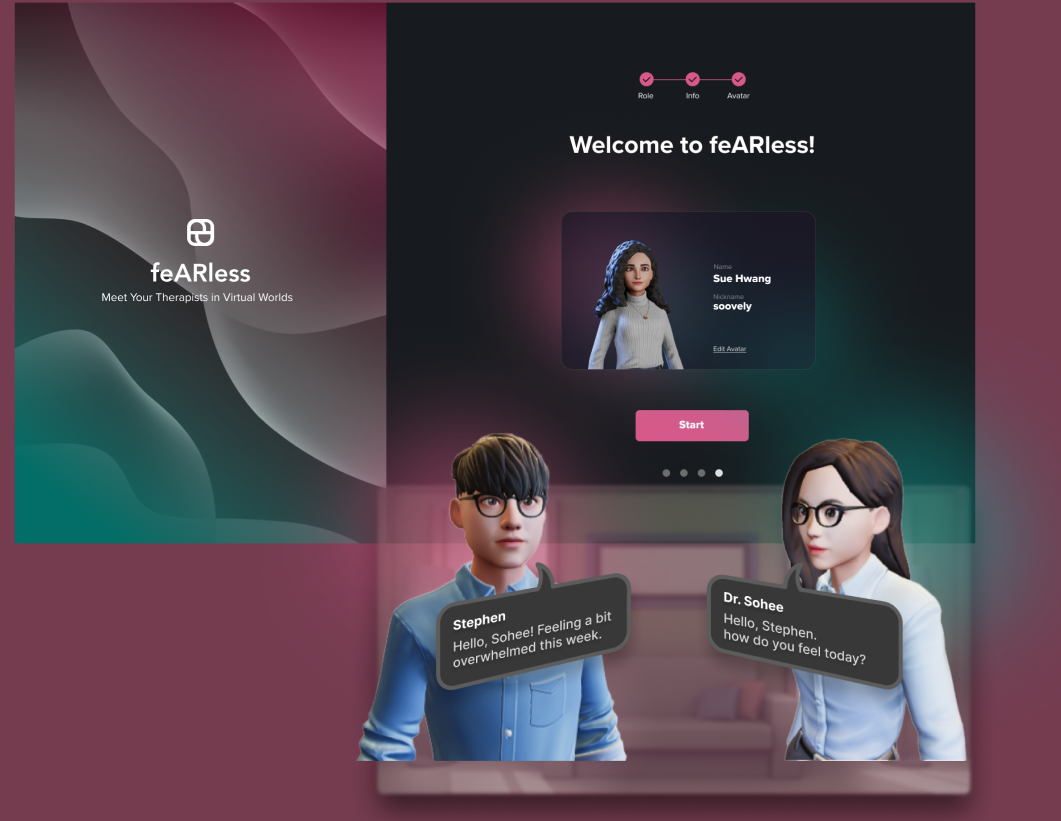 feARless
Meet Your Therapists in Virtual Worlds
Role
Info
Avatar
Welcome to feARless!
Name
Sue Hwang
Nickname
soovely
Edit Avatar
Start
Stephen
Hello, Sohee! Feeling a bit
overwhelmed this week.
Dr. Sohee
Hello, Stephen.
how do you feel today?